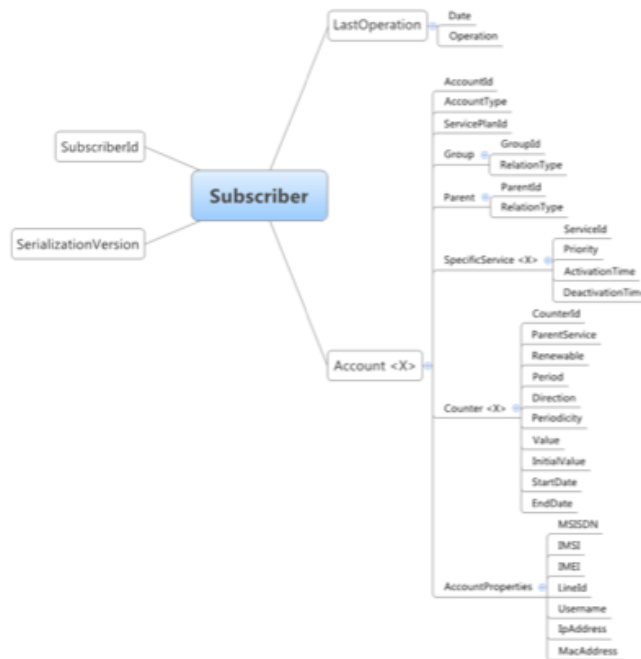 LastOperation
Date
Operation
SubscriberId
Subscriber
SerializationVersion
Account <X>
AccountId
AccountType
ServicePlanId
Group
GroupId
RelationType
Parent
ParentId
RelationType
SpecificService <X>
ServiceId
Priority
ActivationTime
DeactivationTime
Counter <X>
CounterId
ParentService
Renewable
Period
Direction
Periodicity
Value
InitialValue
StartDate
EndDate
AccountProperties
MSISDN
IMSI
IMEI
LineId
Username
IpAddress
MacAddress